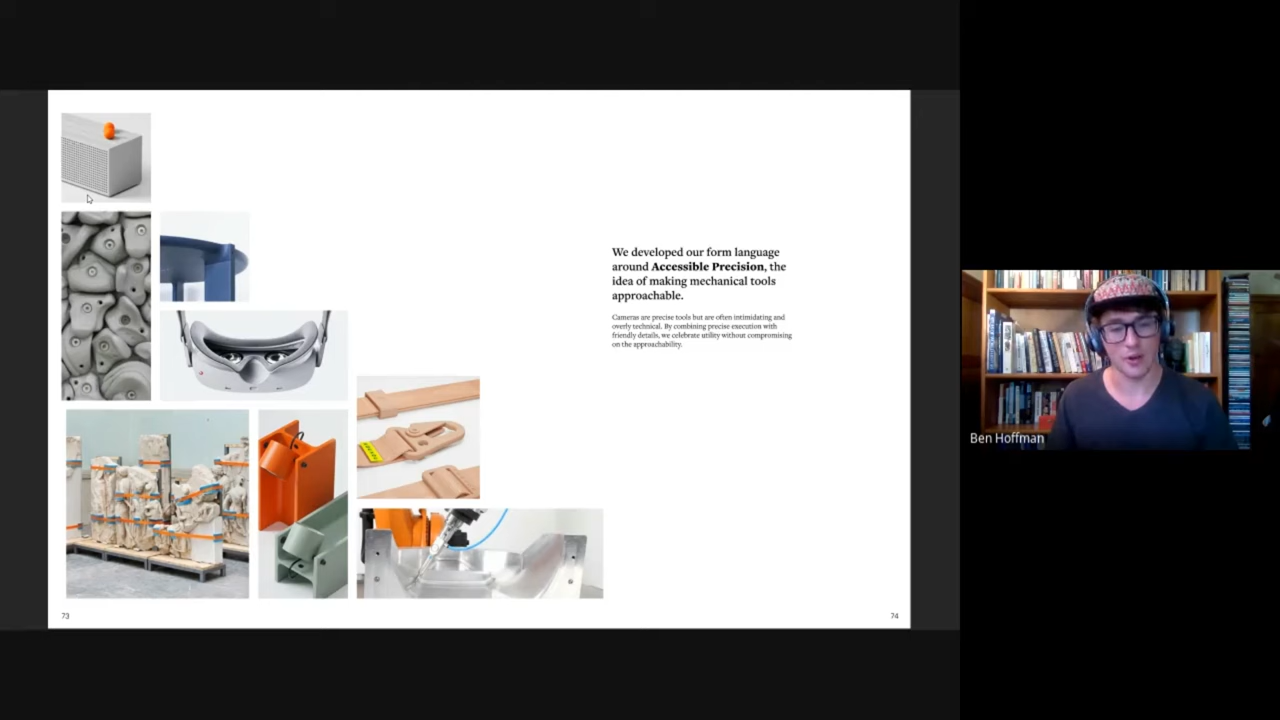 We developed our form language
around Accessible Precision, the
idea of making mechanical tools
approachable.
Cameras are precise tools but are often intimidating and
overly technical. By combining precise execution with
friendly details, we celebrate utility without compromising
on the approachability.
73
74
Ben Hoffman